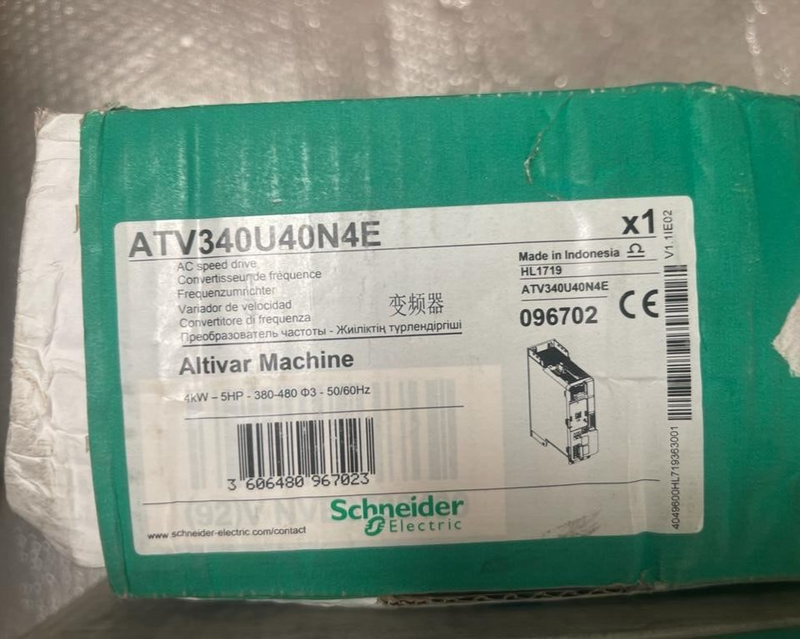 ATV340U40N4E
x1
AC speed drive
Convertisseur de fréquence
Frequenzumrichter
Variador de velocidad
Convertitore di frequenza
变频器
Преобразователь частоты - Жиіліктің түрлендіргіші
Made in Indonesia
HL1719
ATV340U40N4E
096702
CE
V1.1IE02
Altivar Machine
4kW – 5HP - 380-480 Ф3 - 50/60Hz
3 606480 967023
4049600HL719363001
Schneider
Electric
www.schneider-electric.com/contact